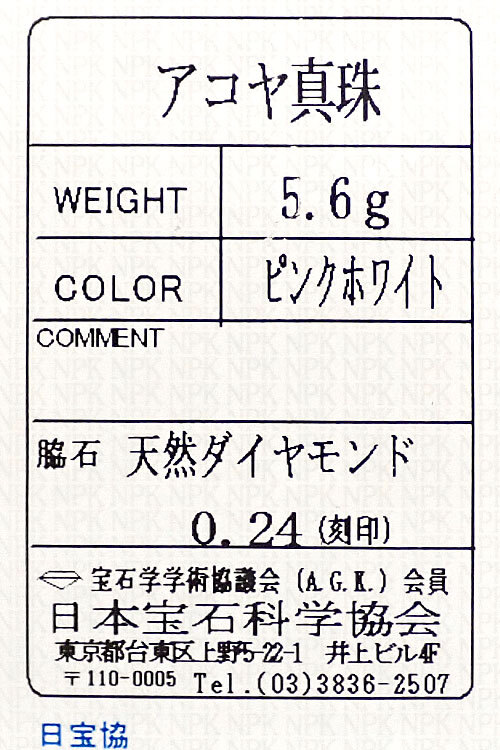 アコヤ真珠
WEIGHT 5.6g
COLOR ピンクホワイト
COMMENT
脇石 天然ダイヤモンド
0.24 (刻印)
宝石学学術協議会 (A.G.K.) 会員
日本宝石科学協会
東京都台東区上野5-22-1 井上ビル4F
〒110-0005 Tel.(03)3836-2507
日宝協